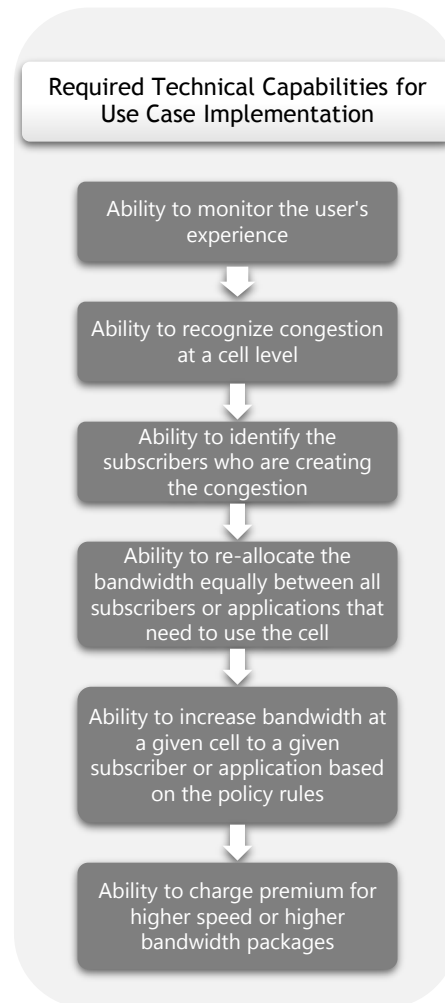 Required Technical Capabilities for
Use Case Implementation
Ability to monitor the user's
experience
Ability to recognize congestion
at a cell level
Ability to identify the
subscribers who are creating
the congestion
Ability to re-allocate the
bandwidth equally between all
subscribers or applications that
need to use the cell
Ability to increase bandwidth at
a given cell to a given
subscriber or application based
on the policy rules
Ability to charge premium for
higher speed or higher
bandwidth packages